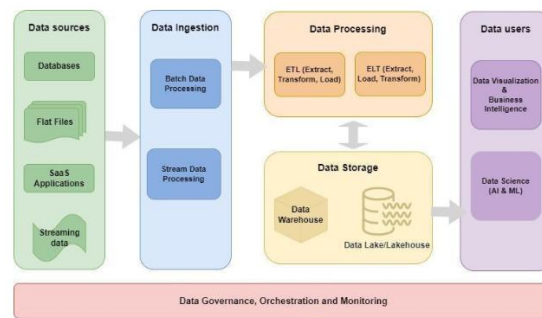 Data sources
Databases
Flat Files
SaaS
Applications
Streaming
data
Data Ingestion
Batch Data
Processing
Stream Data
Processing
Data Processing
ETL (Extract,
Transform, Load)
ELT (Extract,
Load, Transform)
Data Storage
Data
Warehouse
Data Lake/Lakehouse
Data users
Data Visualization
&
Business
Intelligence
Data Science
(AI & ML)
Data Governance, Orchestration and Monitoring